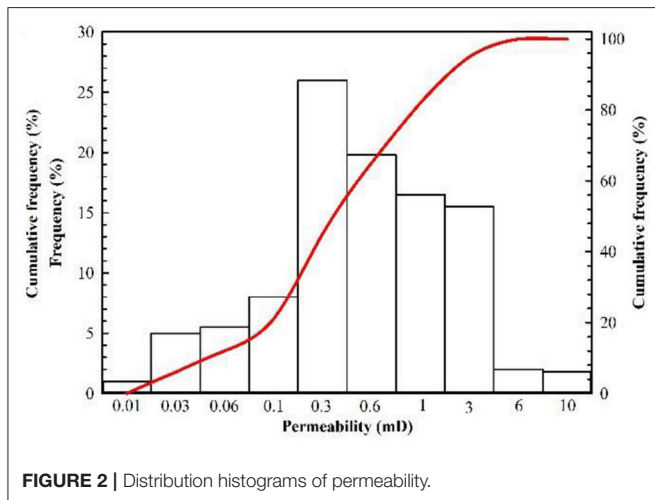 Cumulative frequency (%)
Frequency (%)
30
25
20
15
10
5
0
100
80
60
40
20
0
Cumulative frequency (%)
0.01 0.03 0.06 0.1 0.3 0.6 1 3 6 10
Permeability (mD)
FIGURE 2 | Distribution histograms of permeability.